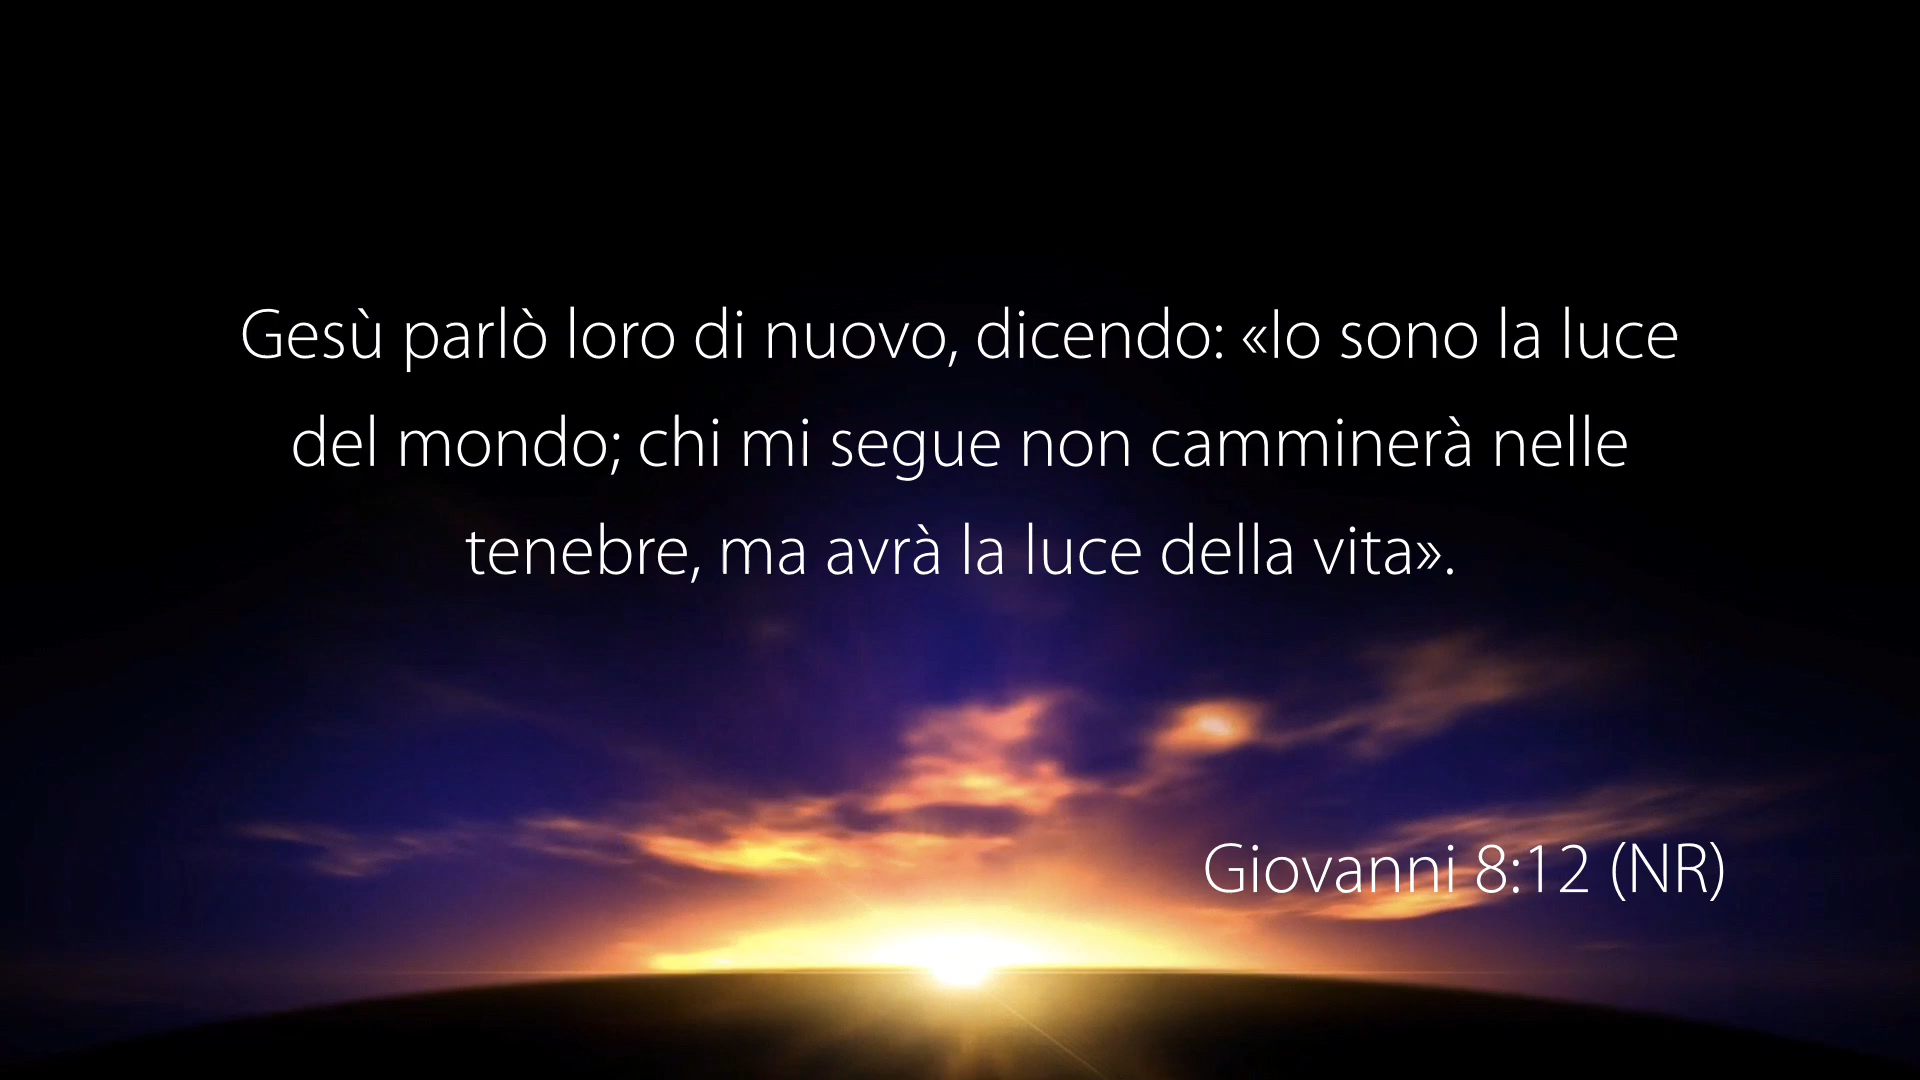 Gesù parlò loro di nuovo, dicendo: «Io sono la luce
del mondo; chi mi segue non camminerà nelle
tenebre, ma avrà la luce della vita».
Giovanni 8:12 (NR)